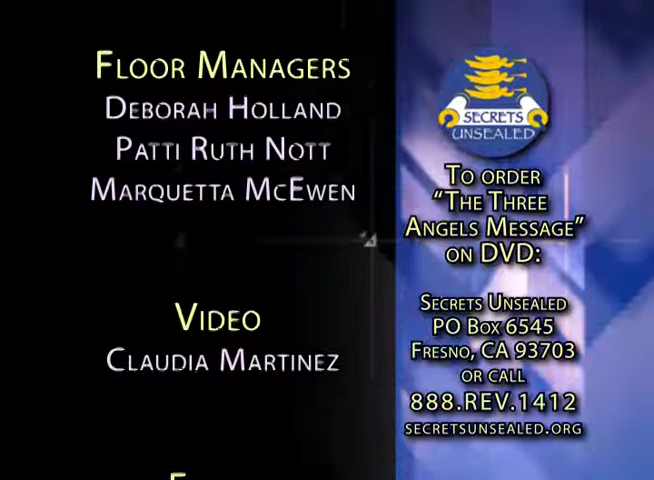 Floor Managers
Deborah Holland
Patti Ruth Nott
Marquetta McEwen
Video
Claudia Martinez
SECRETS
UNSEALED
To order
“The Three
Angels Message”
on DVD:
Secrets Unsealed
PO Box 6545
Fresno, CA 93703
or call
888.REV.1412
secretsunsealed.org